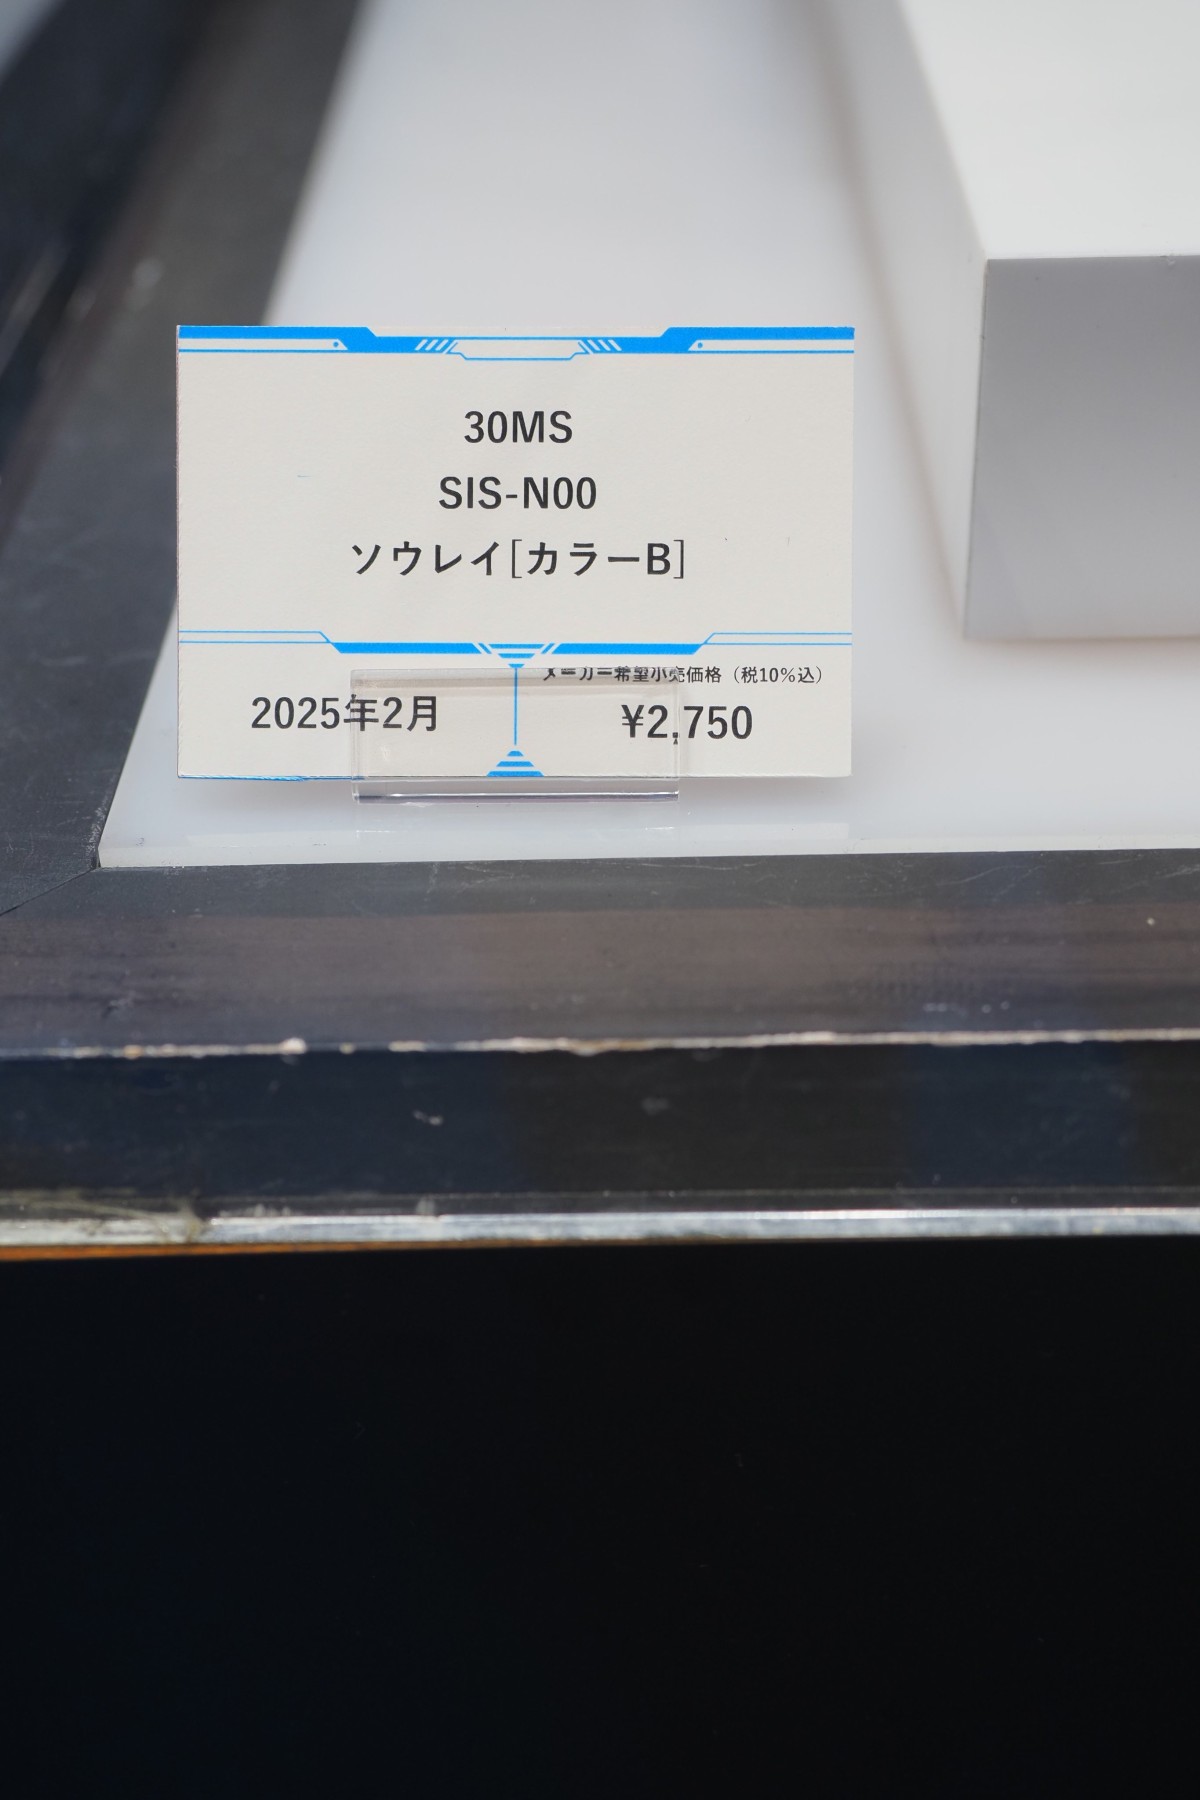 30MS
SIS-N00
ソウレイ[カラーB]
メーカー希望小売価格（税10%込）
2025年2月
¥2,750